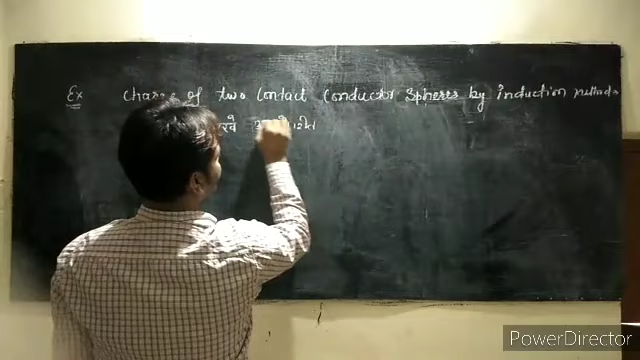 Ex Charge of two Contact Conductor Spheres by induction method
PowerDirector